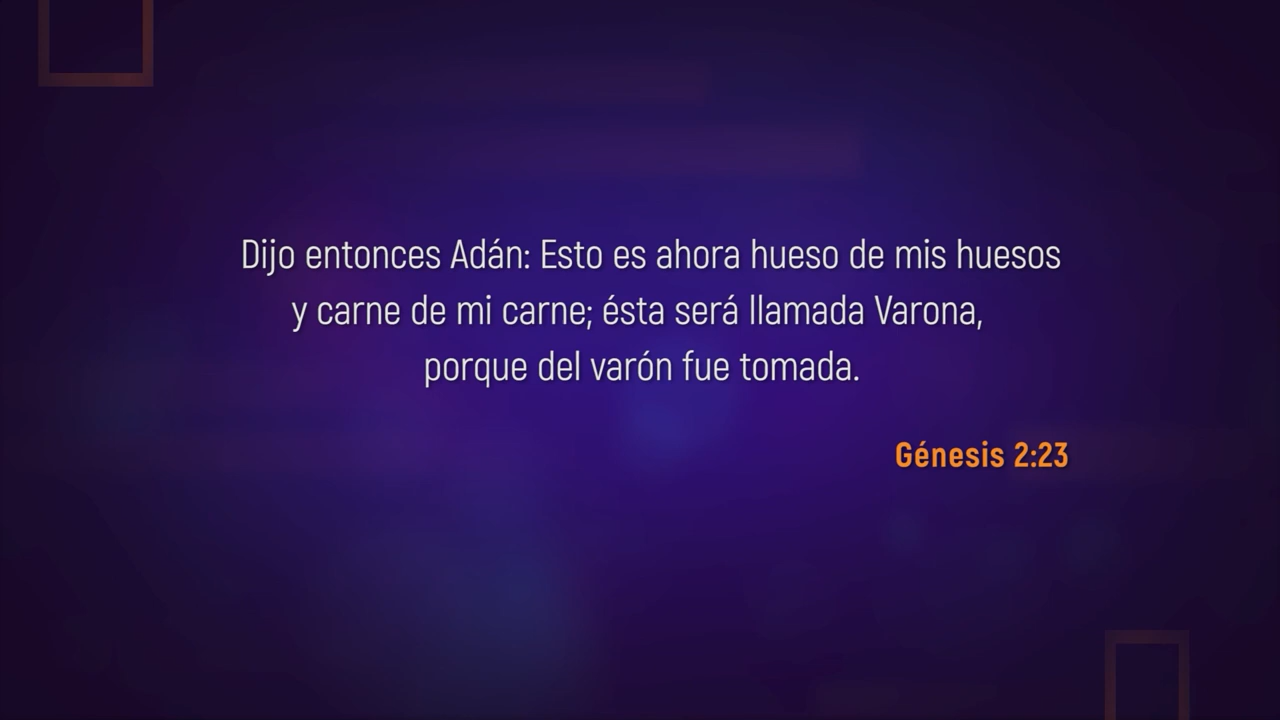 Dijo entonces Adán: Esto es ahora hueso de mis huesos
y carne de mi carne; ésta será llamada Varona,
porque del varón fue tomada.
Génesis 2:23